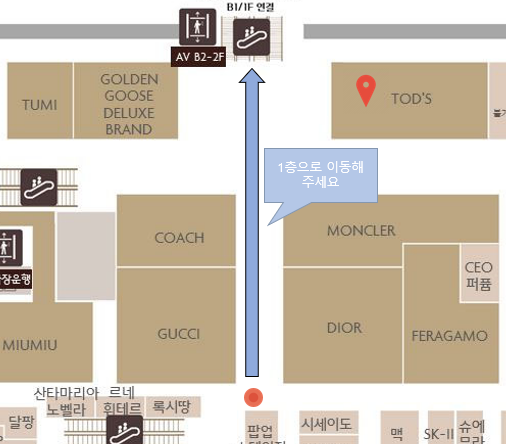 B1/1F 연결
AV B2-2F
TUMI
GOLDEN
GOOSE
DELUXE
BRAND
TOD'S
1층으로 이동해
주세요
COACH
MONCLER
CEO
퍼퓸
장운행
MIUMIU
GUCCI
DIOR
FERAGAMO
산타마리아
노벨라
르네
휘테르
록시땅
달팡
팝업
시세이도
맥
SK-II
슈에